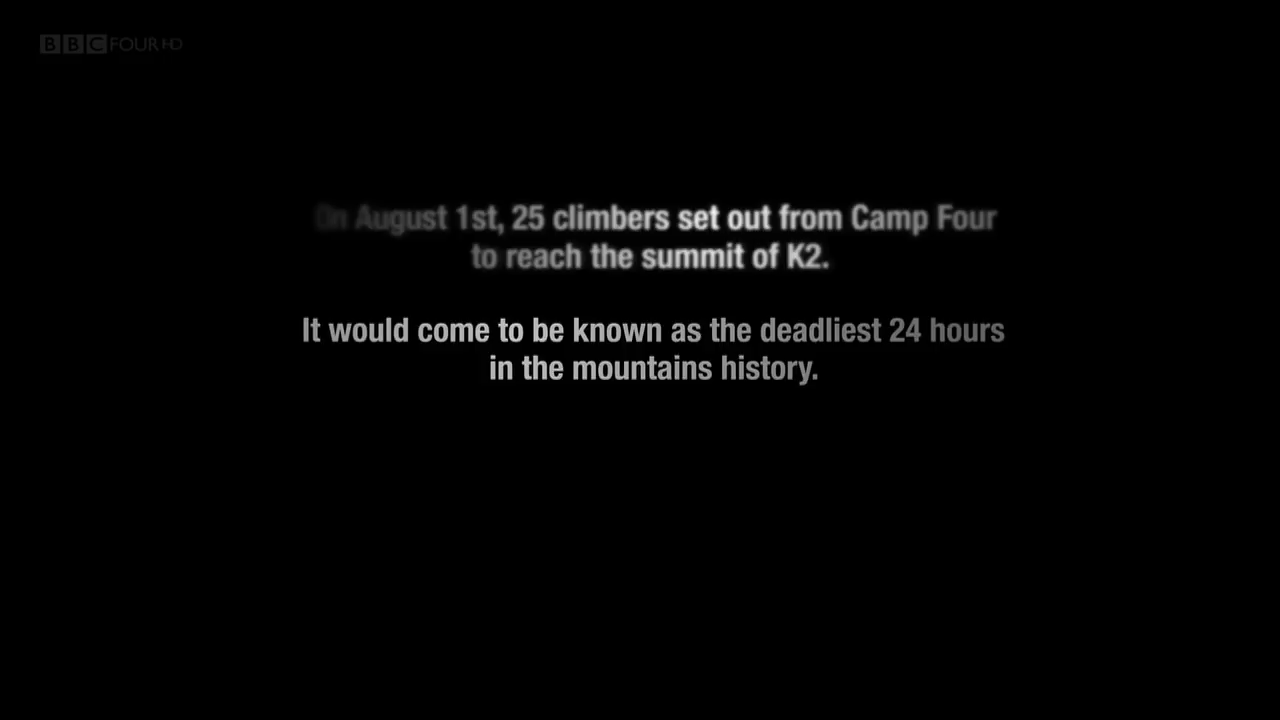 BBC FOUR HD
On August 1st, 25 climbers set out from Camp Four
to reach the summit of K2.
It would come to be known as the deadliest 24 hours
in the mountains history.